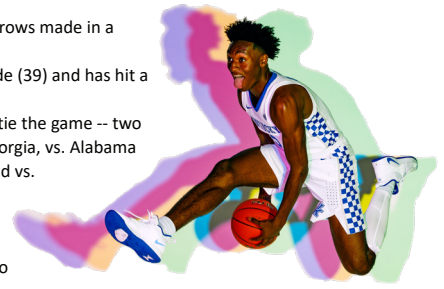 rows made in a
de (39) and has hit a
tie the game -- two
orgia, vs. Alabama
d vs.
o